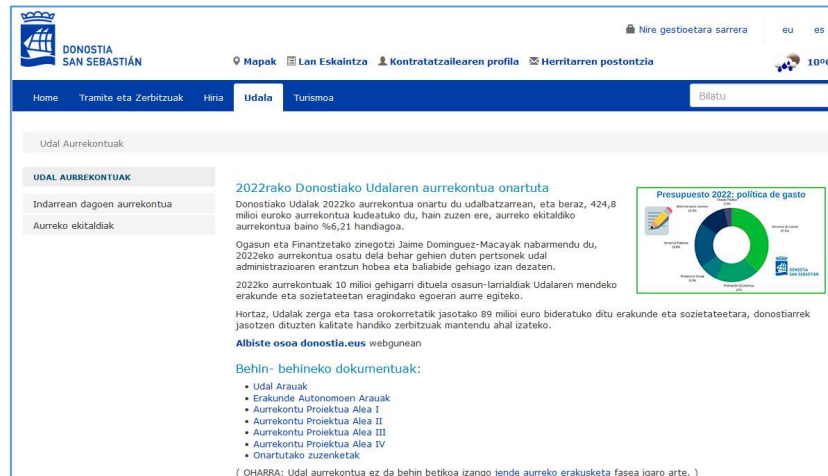 Nire gestioetara sarrera
eu es
DONOSTIA
SAN SEBASTIÁN
Mapak Lan Eskaintza Kontratatzailearen profila Herritarren postontzia
10º
Home Tramite eta Zerbitzuak Hiria Udala Turismoa
Bilatu
Udal Aurrekontuak
UDAL AURREKONTUAK
Indarrean dagoen aurrekontua
Aurreko ekitaldiak
2022rako Donostiako Udalaren aurrekontua onartuta
Donostiako Udalak 2022ko aurrekontua onartu du udalbatzarrean, eta beraz, 424,8
milioi euroko aurrekontua kudeatuko du, hain zuzen ere, aurreko ekitaldiko
aurrekontua baino %6,21 handiagoa.
Ogasun eta Finantzetako zinegotzi Jaime Dominguez-Macayak nabarmendu du,
2022eko aurrekontua osatu dela behar gehien duten pertsonek udal
administrazioaren erantzun hobea eta baliabide gehiago izan dezaten.
2022ko aurrekontuak 10 milioi gehigarri dituela osasun-larrialdiak Udalaren mendeko
erakunde eta sozietateetan eragindako egoerari aurre egiteko.
Hortaz, Udalak zerga eta tasa orokorretatik jasotako 89 milioi euro bideratuko ditu erakunde eta sozietateetara, donostiarrek
jasotzen dituzten kalitate handiko zerbitzuak mantendu ahal izateko.
Albiste osoa donostia.eus webgunean
Presupuesto 2022: política de gasto
DONOSTIA
SAN SEBASTIÁN
Behin- behineko dokumentuak:
Udal Arauak
Erakunde Autonomoen Arauak
Aurrekontu Proiektua Alea I
Aurrekontu Proiektua Alea II
Aurrekontu Proiektua Alea III
Aurrekontu Proiektua Alea IV
Onartutako zuzenketak
( OHARRA: Udal aurrekontua ez da behin betikoa izango jende aurreko erakusketa fasea igaro arte. )